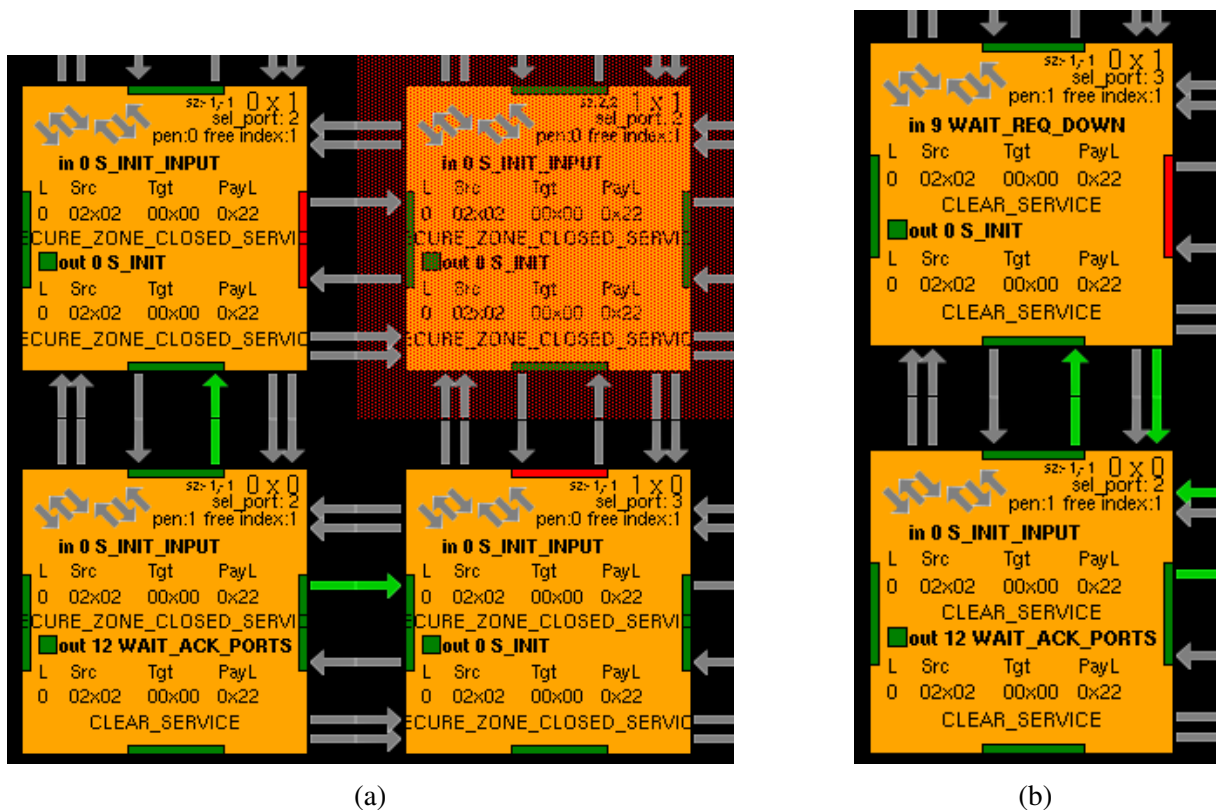 sz:-1,-1 0 x 1
sel_port: 2
pen:0 free index:1
in 0 S_INIT_INPUT
L Src Tgt PayL
0 02x02 00x00 0x22
ECURE_ZONE_CLOSED_SERVIC
out 0 S_INIT
L Src Tgt PayL
0 02x02 00x00 0x22
ECURE_ZONE_CLOSED_SERVIC
sz:2,2 1 x 1
sel_port: 2
pen:0 free index:1
in 0 S_INIT_INPUT
L Src Tgt PayL
0 02x02 00x00 0x22
ECURE_ZONE_CLOSED_SERVIC
out 0 S_INIT
L Src Tgt PayL
0 02x02 00x00 0x22
ECURE_ZONE_CLOSED_SERVIC
sz:-1,-1 0 x 0
sel_port: 2
pen:1 free index:1
in 0 S_INIT_INPUT
L Src Tgt PayL
0 02x02 00x00 0x22
ECURE_ZONE_CLOSED_SERVIC
out 12 WAIT_ACK_PORTS
L Src Tgt PayL
0 02x02 00x00 0x22
CLEAR_SERVICE
sz:-1,-1 1 x 0
sel_port: 3
pen:0 free index:1
in 0 S_INIT_INPUT
L Src Tgt PayL
0 02x02 00x00 0x22
ECURE_ZONE_CLOSED_SERVIC
out 0 S_INIT
L Src Tgt PayL
0 02x02 00x00 0x22
ECURE_ZONE_CLOSED_SERVIC
(a)
sz:-1,-1 0 x 1
sel_port: 3
pen:1 free index:1
in 9 WAIT_REQ_DOWN
L Src Tgt PayL
0 02x02 00x00 0x22
CLEAR_SERVICE
out 0 S_INIT
L Src Tgt PayL
0 02x02 00x00 0x22
CLEAR_SERVICE
sz:-1,-1 0 x 0
sel_port: 2
pen:1 free index:1
in 0 S_INIT_INPUT
L Src Tgt PayL
0 02x02 00x00 0x22
CLEAR_SERVICE
out 12 WAIT_ACK_PORTS
L Src Tgt PayL
0 02x02 00x00 0x22
CLEAR_SERVICE
(b)